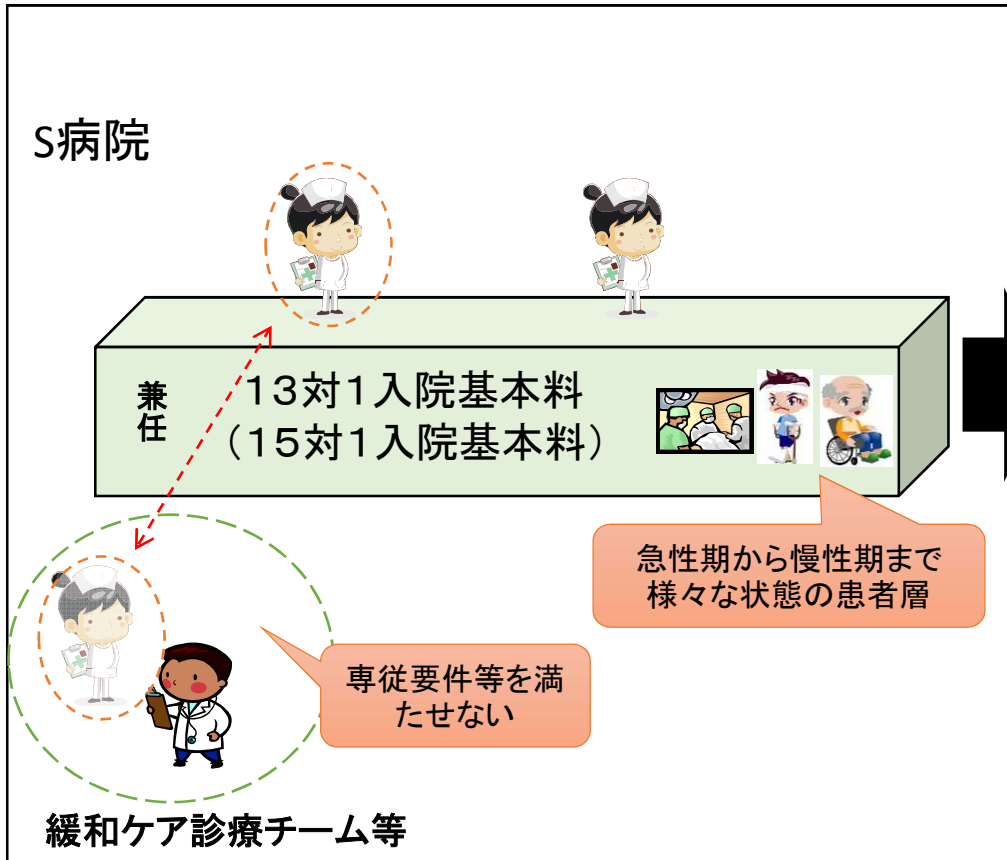 S病院
兼任
13対1入院基本料
(15対1入院基本料)
急性期から慢性期まで
様々な状態の患者層
専従要件等を満
たせない
緩和ケア診療チーム等